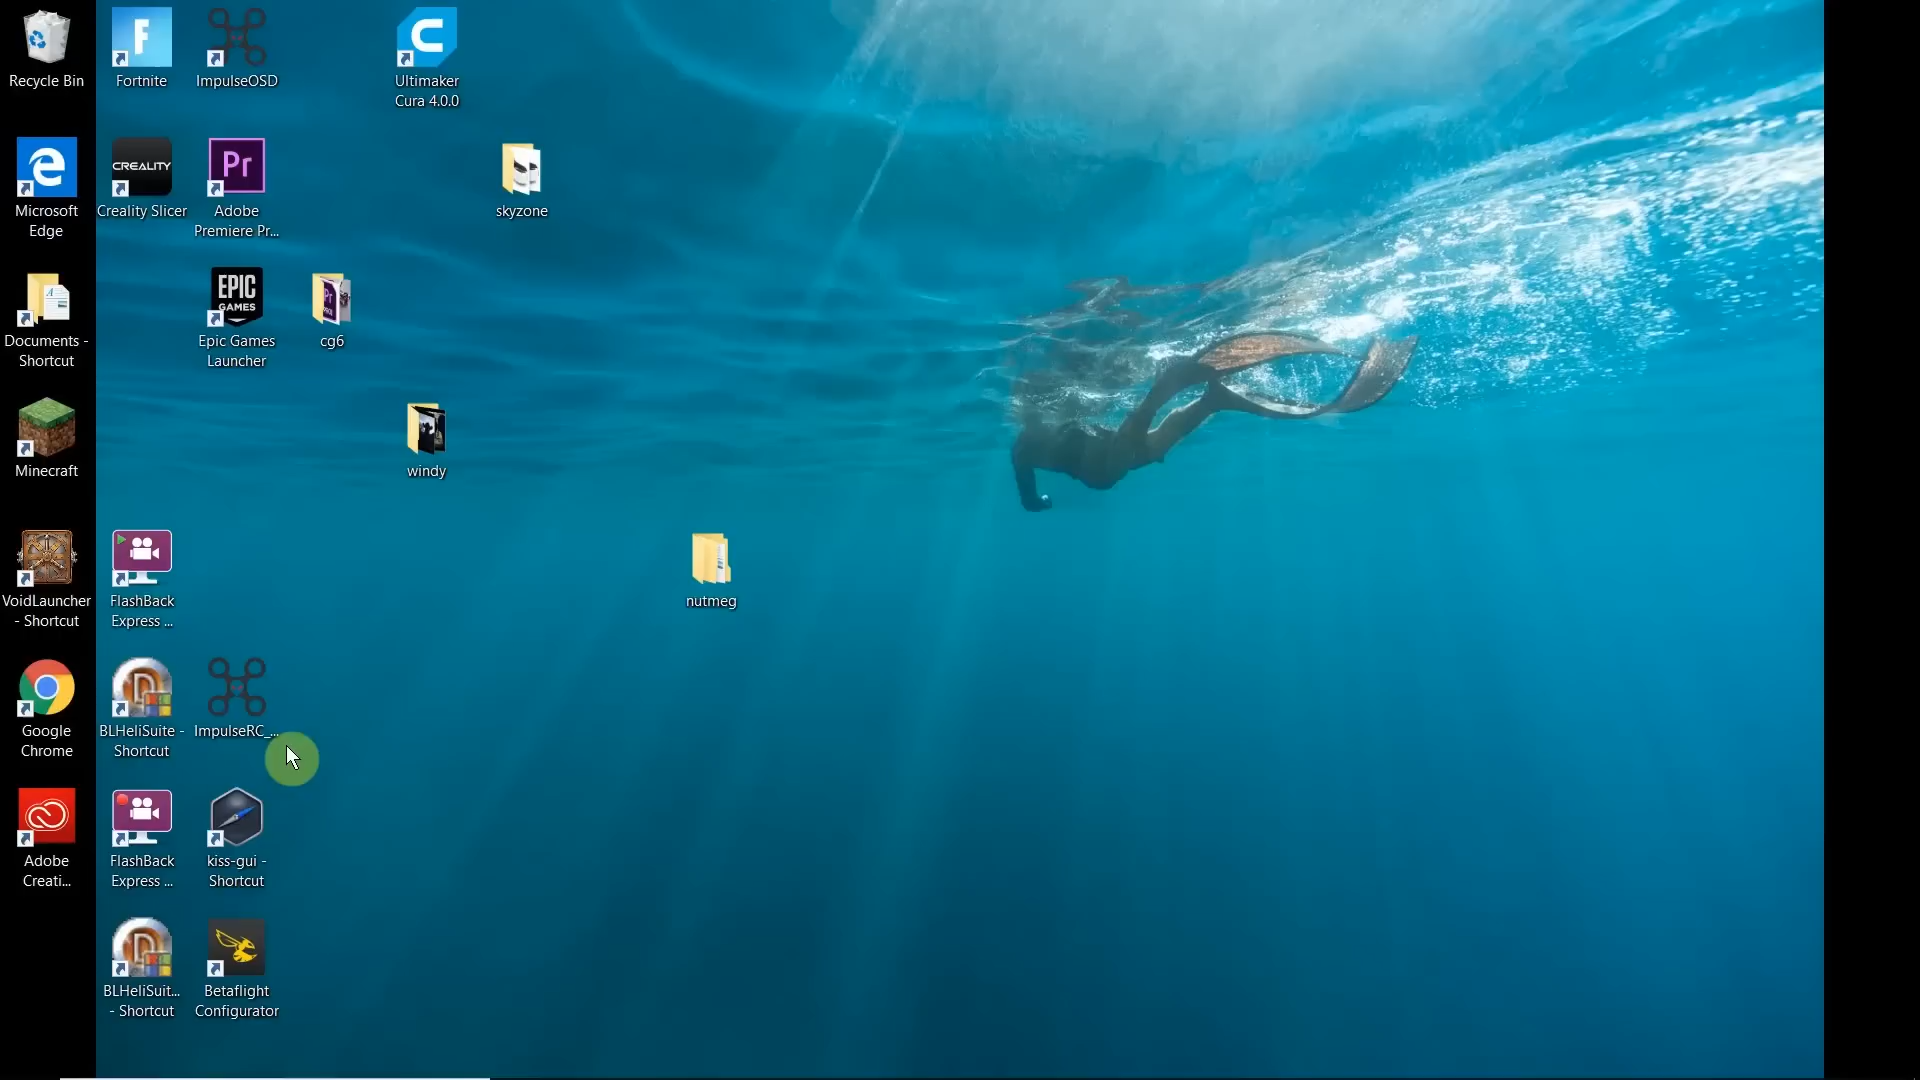 Recycle Bin
Fortnite
ImpulseOSD
Ultimaker
Cura 4.0.0
CREALITY
Pr
Microsoft
Edge
Creality Slicer
Adobe
Premiere Pr...
skyzone
EPIC
GAMES
Documents -
Shortcut
Epic Games
Launcher
cg6
Minecraft
windy
VoidLauncher
- Shortcut
FlashBack
Express ...
nutmeg
Google
Chrome
BLHeliSuite -
Shortcut
ImpulseRC_...
Adobe
Creati...
FlashBack
Express ...
kiss-gui -
Shortcut
BLHeliSuit...
- Shortcut
Betaflight
Configurator